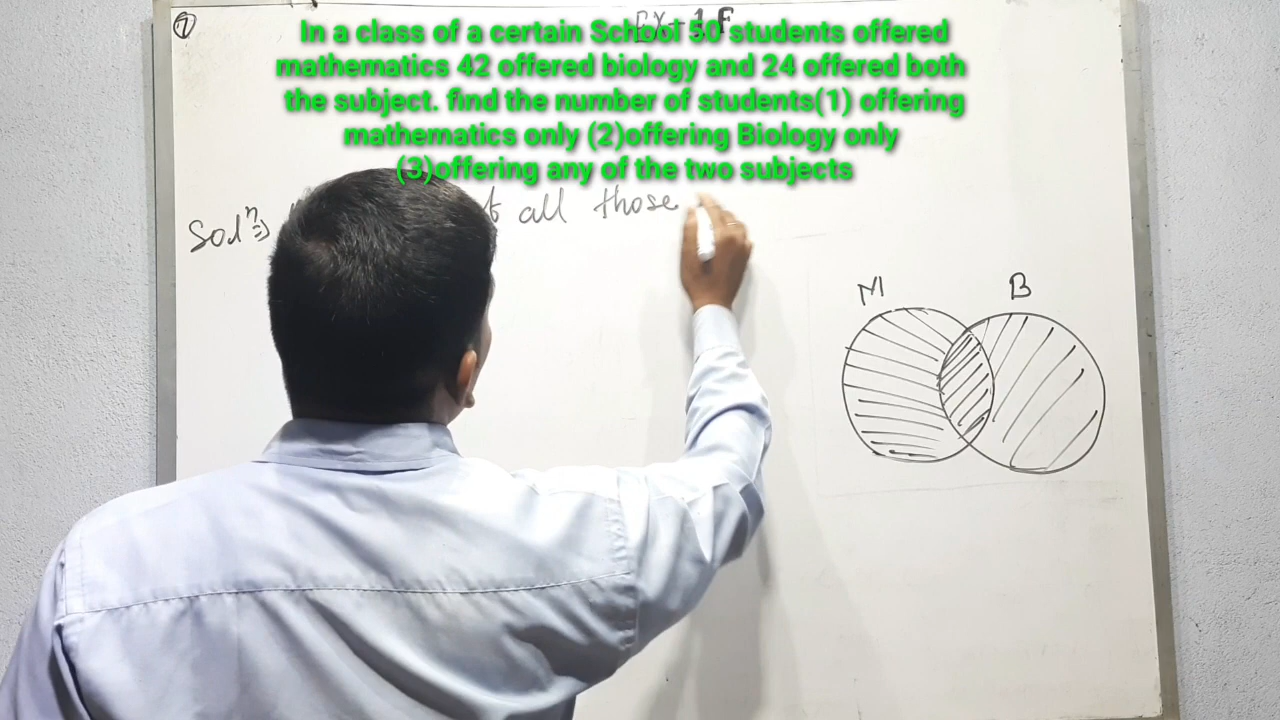 7
EX-1F
In a class of a certain School 50 students offered
mathematics 42 offered biology and 24 offered both
the subject. find the number of students(1) offering
mathematics only (2)offering Biology only
(3)offering any of the two subjects
Solⁿ⇒ all those
M B